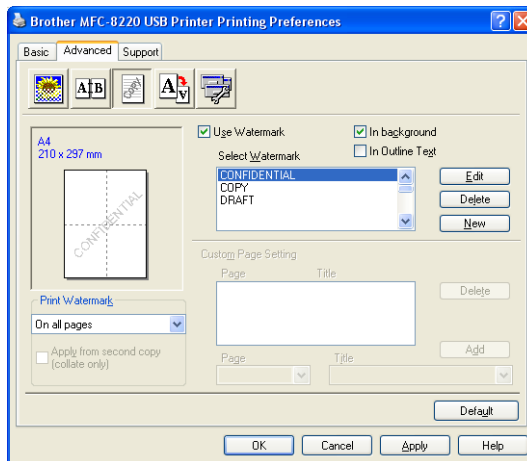 Brother MFC-8220 USB Printer Printing Preferences
Basic Advanced Support
A B
Copy
A v
A4
210 x 297 mm
CONFIDENTIAL
Print Watermark
On all pages
Apply from second copy
(collate only)
Use Watermark
In background
In Outline Text
Select Watermark
CONFIDENTIAL
COPY
DRAFT
Edit
Delete
New
Custom Page Setting
Page Title
Delete
Add
Page Title
Default
OK Cancel Apply Help